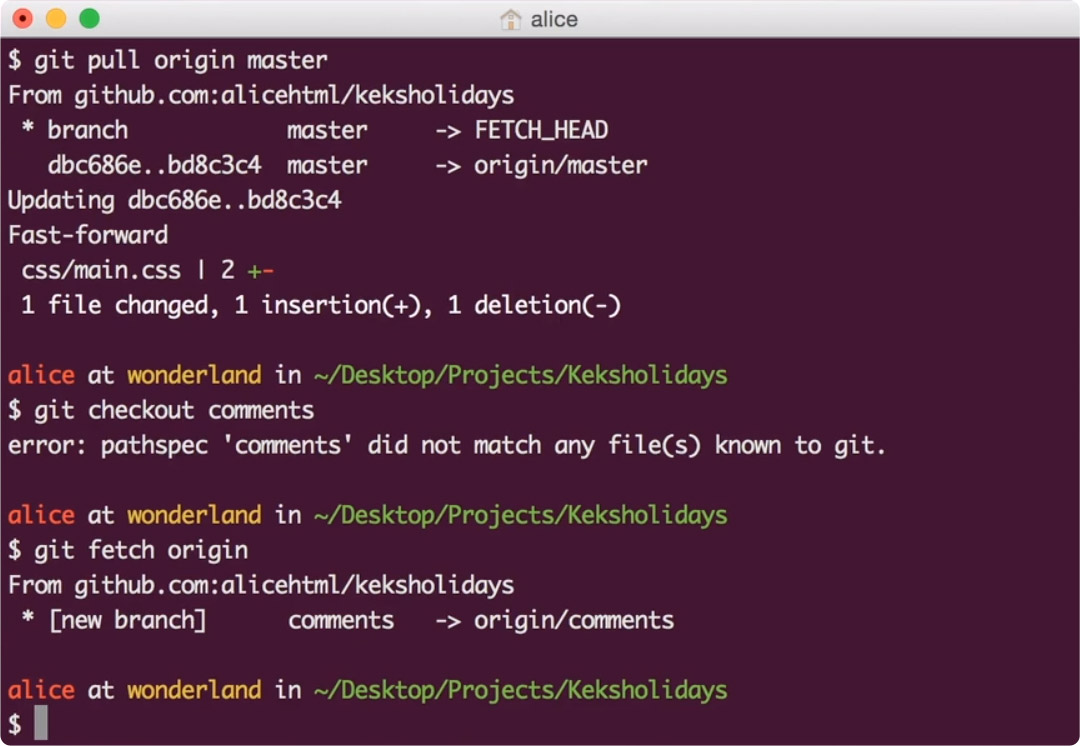 alice
$ git pull origin master
From github.com:alicehtml/keksholidays
 * branch            master     -> FETCH_HEAD
   dbc686e..bd8c3c4  master     -> origin/master
Updating dbc686e..bd8c3c4
Fast-forward
 css/main.css | 2 +-
 1 file changed, 1 insertion(+), 1 deletion(-)
alice at wonderland in ~/Desktop/Projects/Keksholidays
$ git checkout comments
error: pathspec 'comments' did not match any file(s) known to git.
alice at wonderland in ~/Desktop/Projects/Keksholidays
$ git fetch origin
From github.com:alicehtml/keksholidays
 * [new branch]      comments   -> origin/comments
alice at wonderland in ~/Desktop/Projects/Keksholidays
$